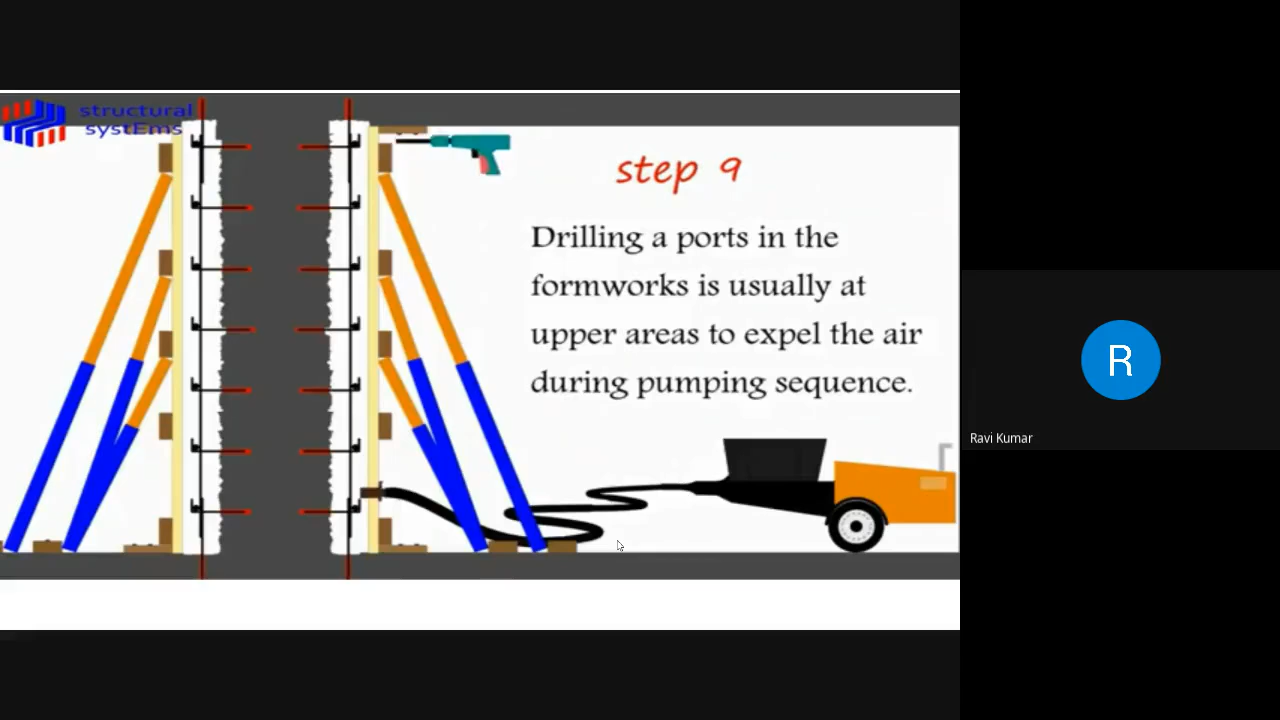 structural
systEms
step 9
Drilling a ports in the
formworks is usually at
upper areas to expel the air
during pumping sequence.
R
Ravi Kumar